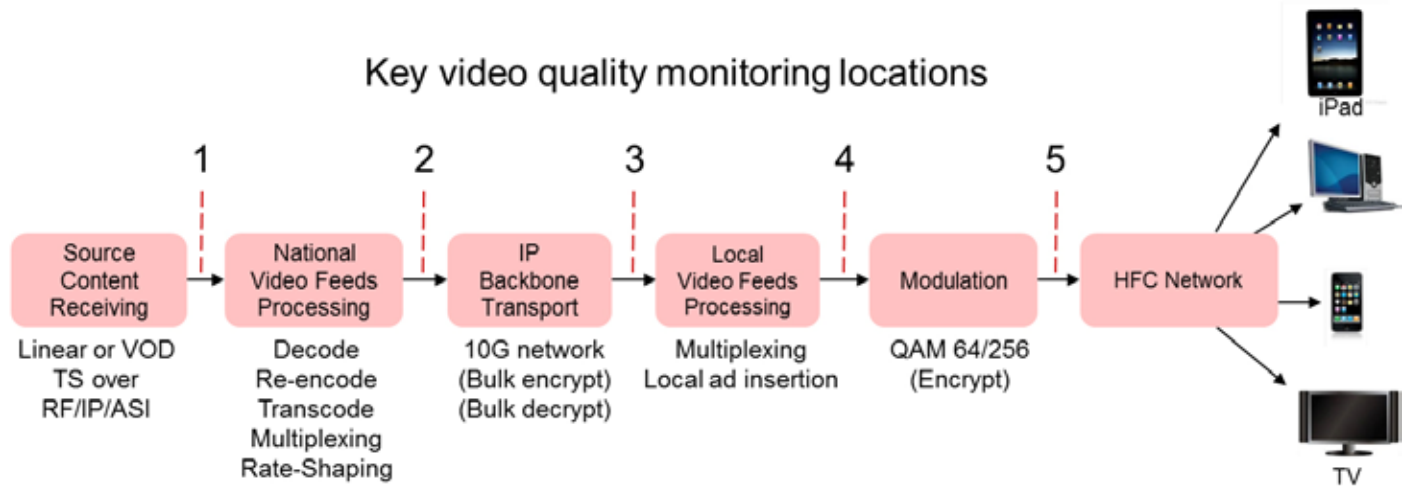 Key video quality monitoring locations
iPad
1
2
3
4
5
Source
Content
Receiving
National
Video Feeds
Processing
IP
Backbone
Transport
Local
Video Feeds
Processing
Modulation
HFC Network
Linear or VOD
TS over
RF/IP/ASI
Decode
Re-encode
Transcode
Multiplexing
Rate-Shaping
10G network
(Bulk encrypt)
(Bulk decrypt)
Multiplexing
Local ad insertion
QAM 64/256
(Encrypt)
TV